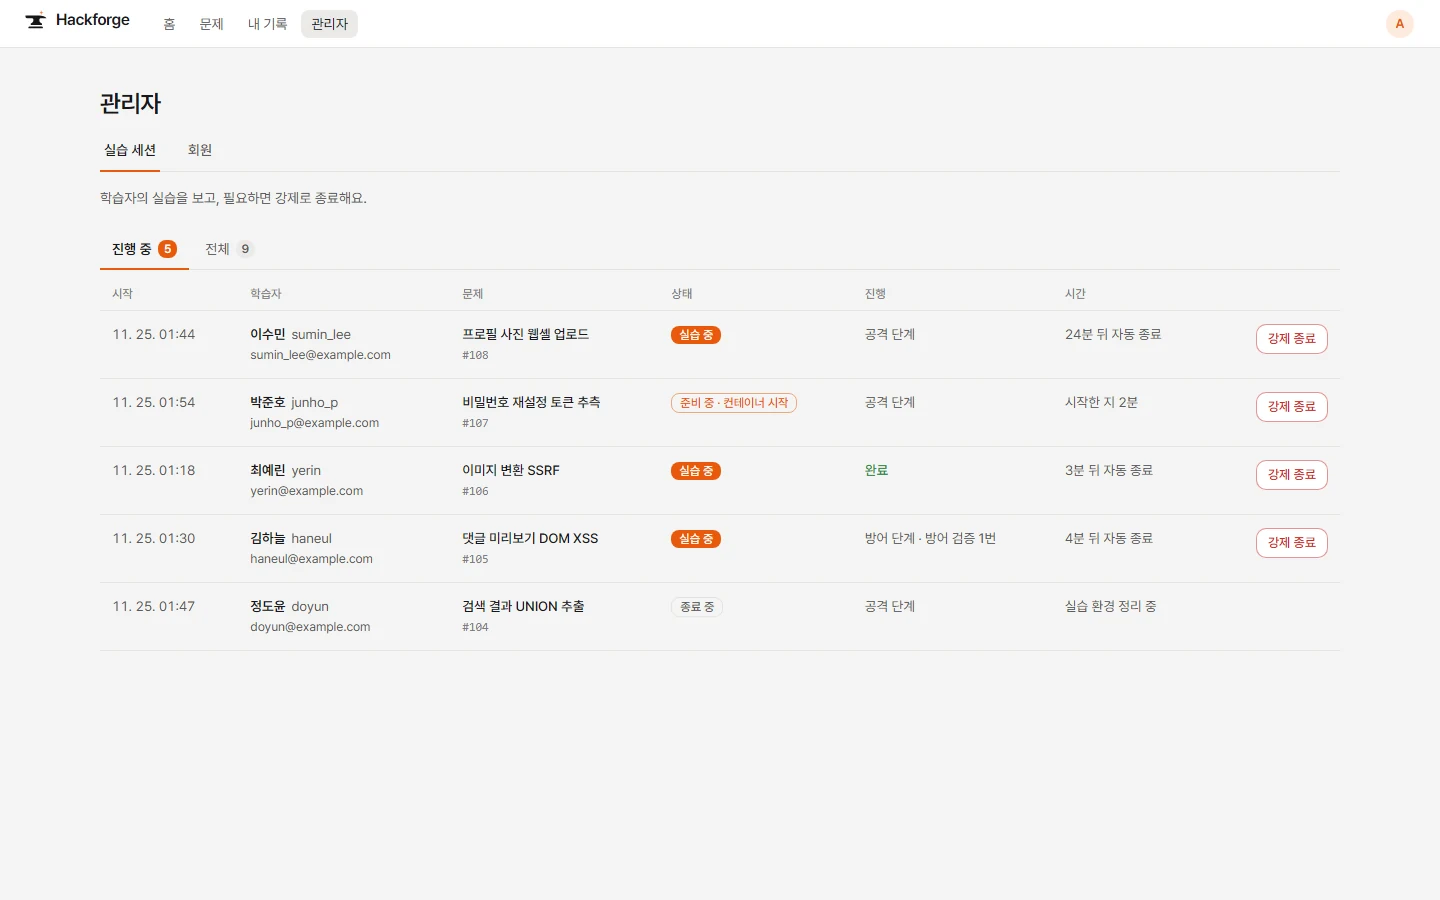 Hackforge 홈 문제 내 기록 관리자 A
관리자
실습 세션 회원
학습자의 실습을 보고, 필요하면 강제로 종료해요.
진행 중 5 전체 9
시작 학습자 문제 상태 진행 시간
11. 25. 01:44 이수민 sumin_lee 프로필 사진 웹셸 업로드 실습 중 공격 단계 24분 뒤 자동 종료 강제 종료
sumin_lee@example.com #108
11. 25. 01:54 박준호 junho_p 비밀번호 재설정 토큰 추측 준비 중 · 컨테이너 시작 공격 단계 시작한 지 2분 강제 종료
junho_p@example.com #107
11. 25. 01:18 최예린 yerin 이미지 변환 SSRF 실습 중 완료 3분 뒤 자동 종료 강제 종료
yerin@example.com #106
11. 25. 01:30 김하늘 haneul 댓글 미리보기 DOM XSS 실습 중 방어 단계 · 방어 검증 1번 4분 뒤 자동 종료 강제 종료
haneul@example.com #105
11. 25. 01:47 정도윤 doyun 검색 결과 UNION 추출 종료 중 공격 단계 실습 환경 정리 중
doyun@example.com #104